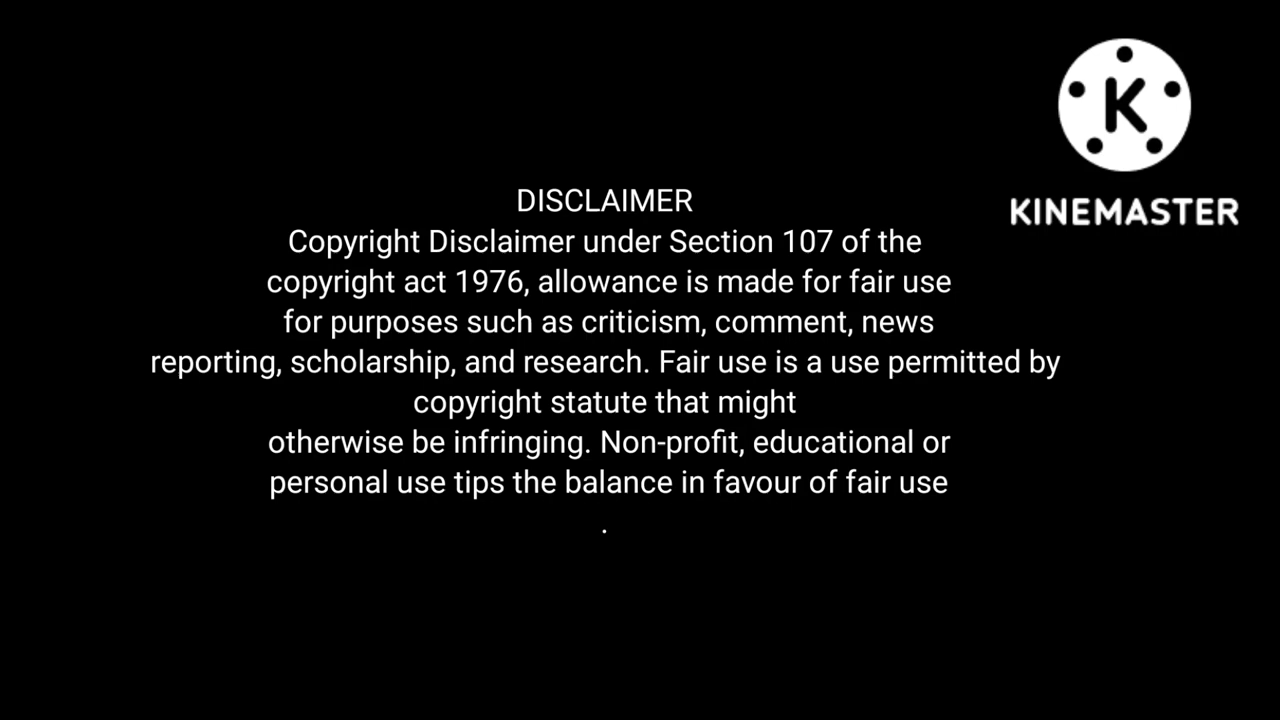 K
KINEMASTER
DISCLAIMER
Copyright Disclaimer under Section 107 of the
copyright act 1976, allowance is made for fair use
for purposes such as criticism, comment, news
reporting, scholarship, and research. Fair use is a use permitted by
copyright statute that might
otherwise be infringing. Non-profit, educational or
personal use tips the balance in favour of fair use
.